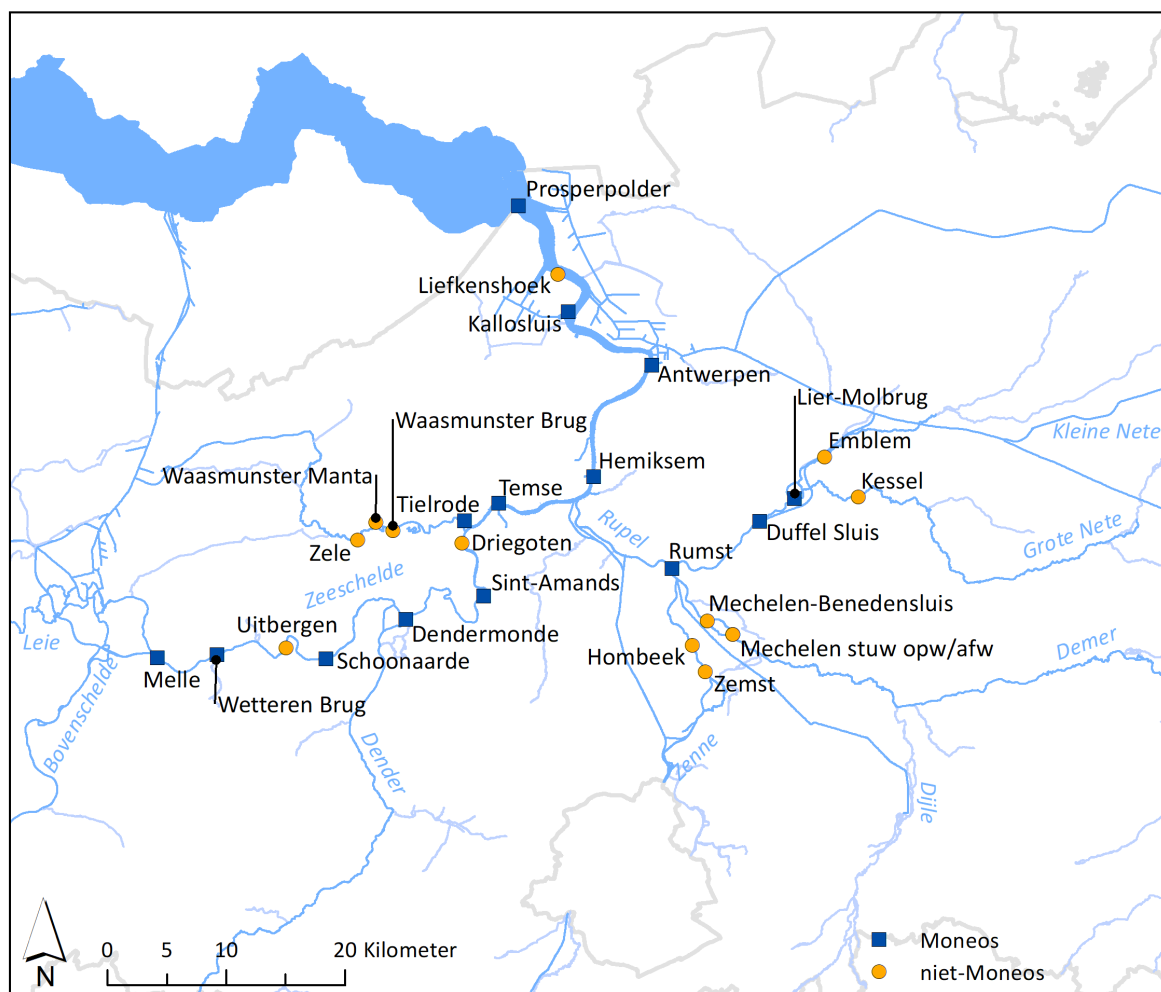 Prosperpolder
Liefkenshoek
Kallosluis
Antwerpen
Lier-Molbrug
Waasmunster Brug
Kleine Nete
Emblem
Hemiksem
Waasmunster Manta
Kessel
Temse
Tielrode
Rupel
Duffel Sluis
Grote Nete
Driegoten
Zele
Rumst
Zeeschelde
Sint-Amands
Mechelen-Benedensluis
Uitbergen
Dendermonde
Leie
Demer
Mechelen stuw opw/afw
Hombeek
Schoonaarde
Melle
Zemst
Wetteren Brug
Bovenschelde
Zenne
Dender
Dijle
0 5 10 20 Kilometer
N
Moneos
niet-Moneos